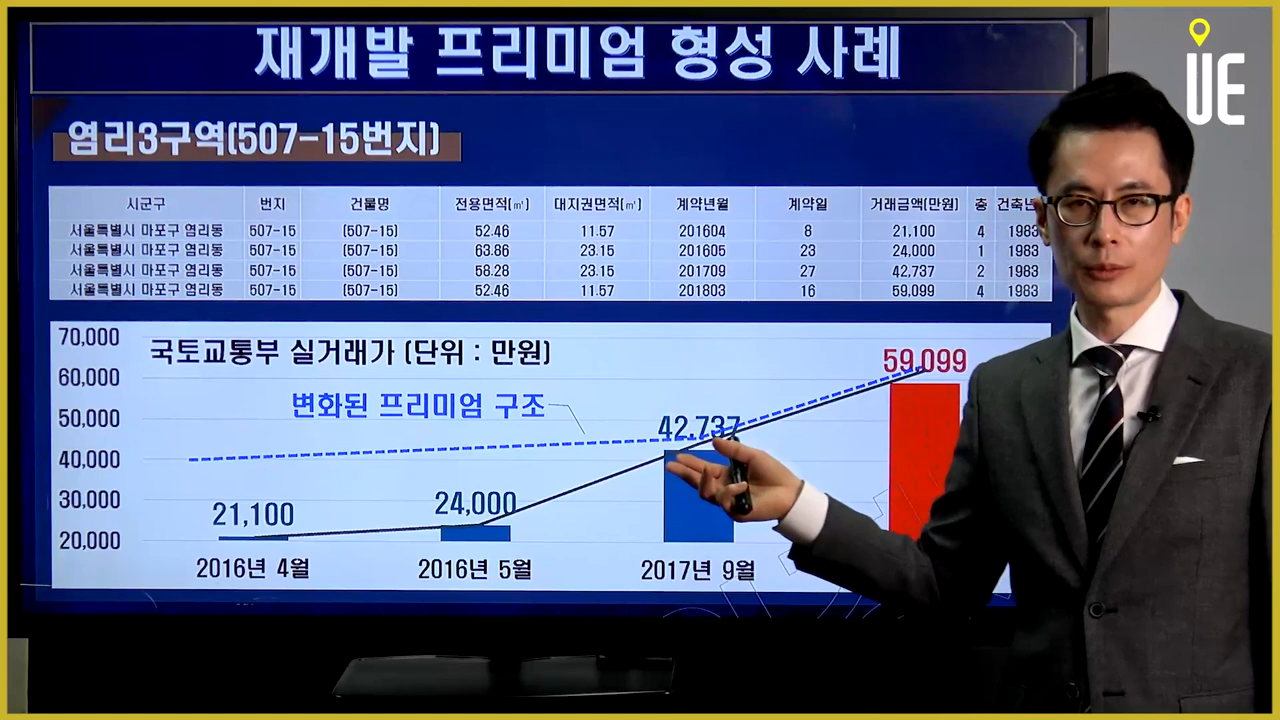 재개발 프리미엄 형성 사례
UE
염리3구역(507-15번지)
시군구 번지 건물명 전용면적(㎡) 대지권면적(㎡) 계약년월 계약일 거래금액(만원) 층 건축년
서울특별시 마포구 염리동 507-15 (507-15) 52.46 11.57 201604 8 21,100 4 1983
서울특별시 마포구 염리동 507-15 (507-15) 63.86 23.15 201605 23 24,000 1 1983
서울특별시 마포구 염리동 507-15 (507-15) 58.28 23.15 201709 27 42,737 2 1983
서울특별시 마포구 염리동 507-15 (507-15) 52.46 11.57 201803 16 59,099 4 1983
국토교통부 실거래가 (단위 : 만원)
변화된 프리미엄 구조
70,000
60,000
50,000
40,000
30,000
20,000
21,100
24,000
42,737
59,099
2016년 4월
2016년 5월
2017년 9월